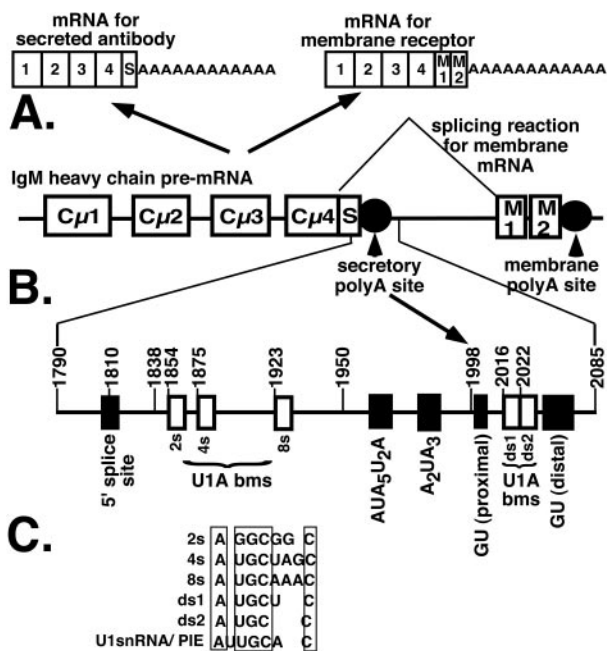 mRNA for
secreted antibody
mRNA for
membrane receptor
1 2 3 4 S AAAAAAAAAAAA
1 2 3 4 M1 M2 AAAAAAAAAAAA
A.
splicing reaction
for membrane
mRNA
IgM heavy chain pre-mRNA
Cμ1 Cμ2 Cμ3 Cμ4 S M1 M2
secretory
polyA site
membrane
polyA site
B.
1790 1810 1838 1854 1875 1923 1950 1998 2016 2022 2085
5' splice
site
2s 4s 8s
U1A bms
AUA5U2A
A2UA3
GU (proximal)
ds1 ds2
U1A
bms
GU (distal)
C.
2s A GGCGG C
4s A UGCUAGC
8s A UGCAAAC
ds1 A UGCU C
ds2 A UGC C
U1snRNA/ PIE AUUGCA C